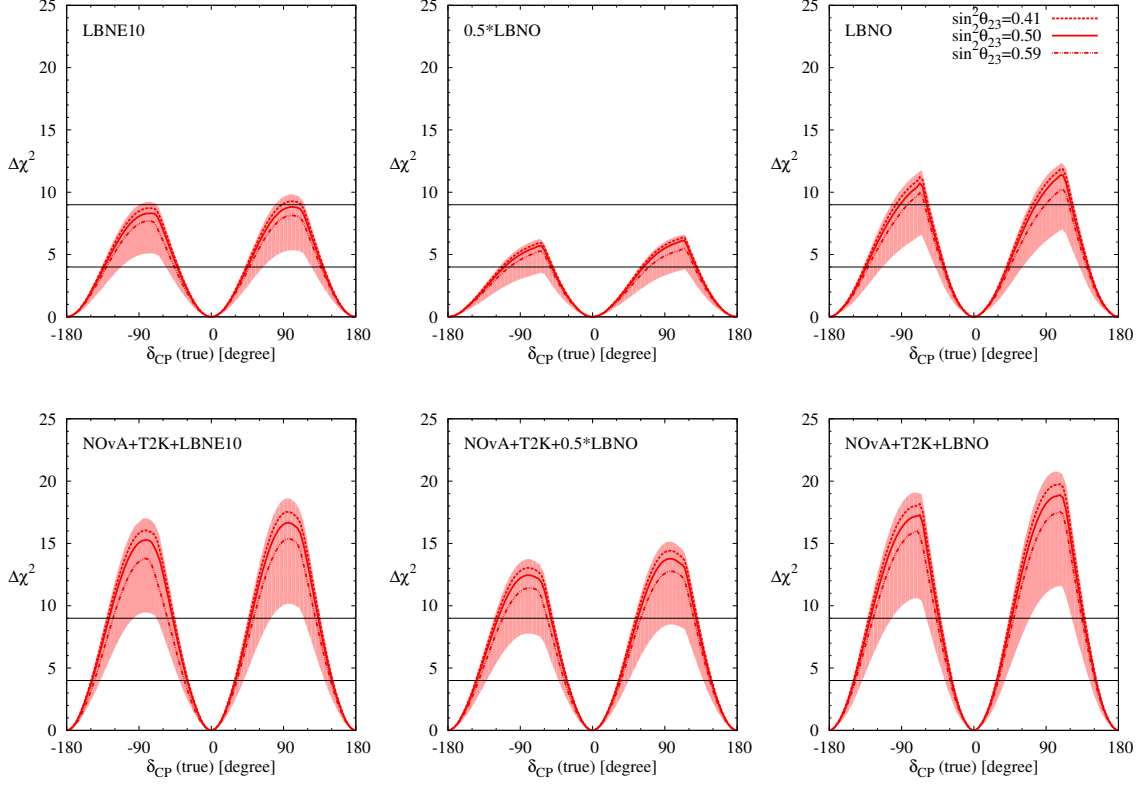 LBNE10
25
20
15
10
5
0
Δχ²
-180 -90 0 90 180
δCP (true) [degree]
0.5*LBNO
25
20
15
10
5
0
Δχ²
-180 -90 0 90 180
δCP (true) [degree]
LBNO
sin²θ23=0.41
sin²θ23=0.50
sin²θ23=0.59
25
20
15
10
5
0
Δχ²
-180 -90 0 90 180
δCP (true) [degree]
NOvA+T2K+LBNE10
25
20
15
10
5
0
Δχ²
-180 -90 0 90 180
δCP (true) [degree]
NOvA+T2K+0.5*LBNO
25
20
15
10
5
0
Δχ²
-180 -90 0 90 180
δCP (true) [degree]
NOvA+T2K+LBNO
25
20
15
10
5
0
Δχ²
-180 -90 0 90 180
δCP (true) [degree]